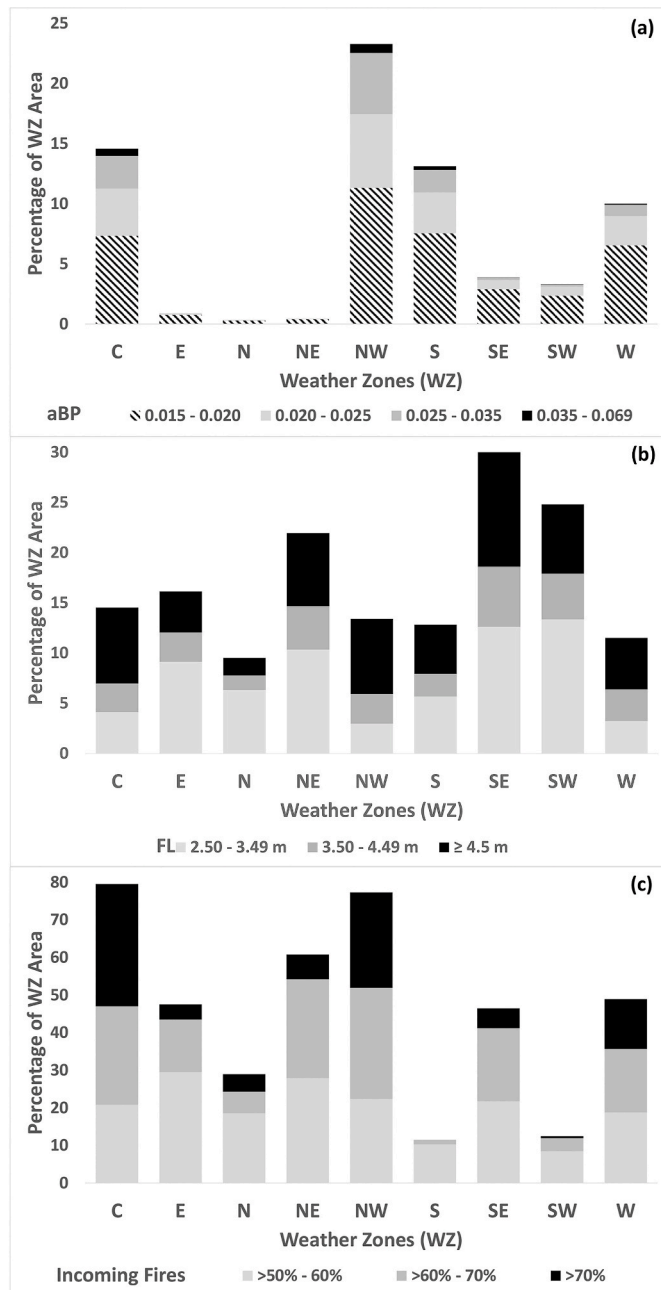 (a)
Percentage of WZ Area
25
20
15
10
5
0
C E N NE NW S SE SW W
Weather Zones (WZ)
aBP 0.015 - 0.020 0.020 - 0.025 0.025 - 0.035 0.035 - 0.069
(b)
Percentage of WZ Area
30
25
20
15
10
5
0
C E N NE NW S SE SW W
Weather Zones (WZ)
FL 2.50 - 3.49 m 3.50 - 4.49 m ≥ 4.5 m
(c)
Percentage of WZ Area
80
70
60
50
40
30
20
10
0
C E N NE NW S SE SW W
Weather Zones (WZ)
Incoming Fires >50% - 60% >60% - 70% >70%